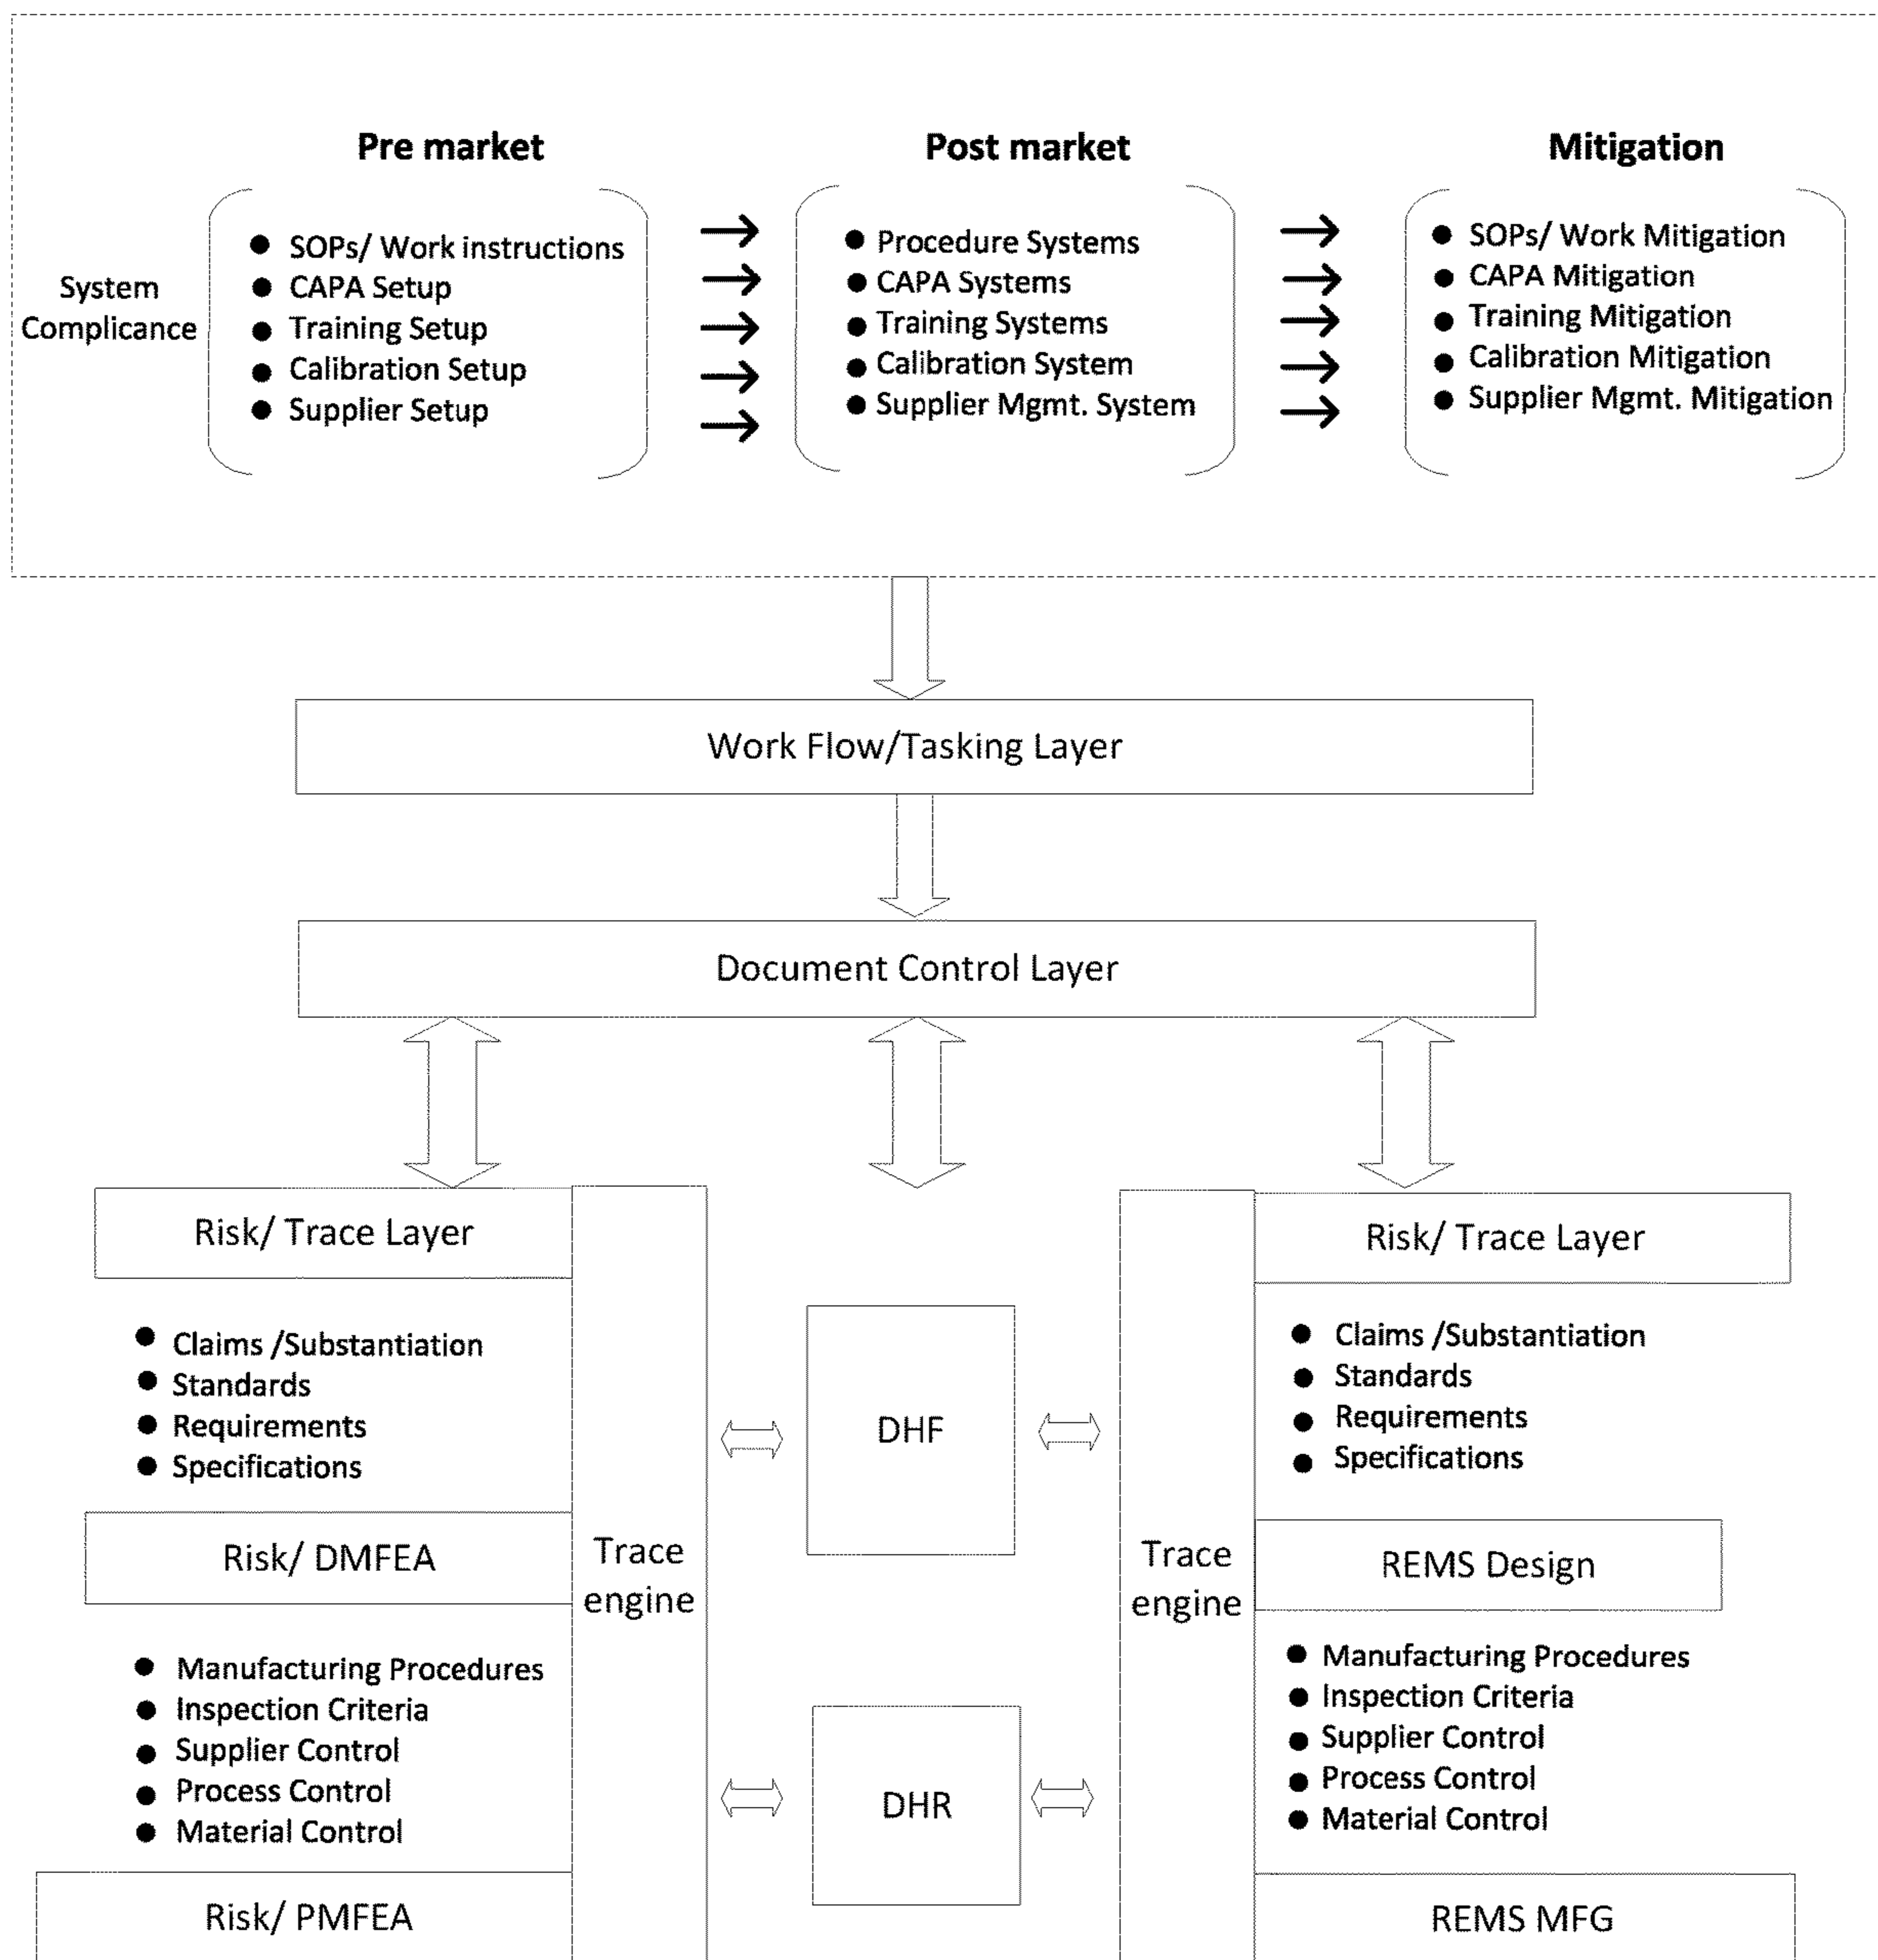 Pre market
Post market
Mitigation
System
Complicance
● SOPs/ Work instructions
● CAPA Setup
● Training Setup
● Calibration Setup
● Supplier Setup
● Procedure Systems
● CAPA Systems
● Training Systems
● Calibration System
● Supplier Mgmt. System
● SOPs/ Work Mitigation
● CAPA Mitigation
● Training Mitigation
● Calibration Mitigation
● Supplier Mgmt. Mitigation
Work Flow/Tasking Layer
Document Control Layer
Risk/ Trace Layer
● Claims /Substantiation
● Standards
● Requirements
● Specifications
Risk/ DMFEA
● Manufacturing Procedures
● Inspection Criteria
● Supplier Control
● Process Control
● Material Control
Risk/ PMFEA
Trace
engine
DHF
DHR
Trace
engine
Risk/ Trace Layer
● Claims /Substantiation
● Standards
● Requirements
● Specifications
REMS Design
● Manufacturing Procedures
● Inspection Criteria
● Supplier Control
● Process Control
● Material Control
REMS MFG